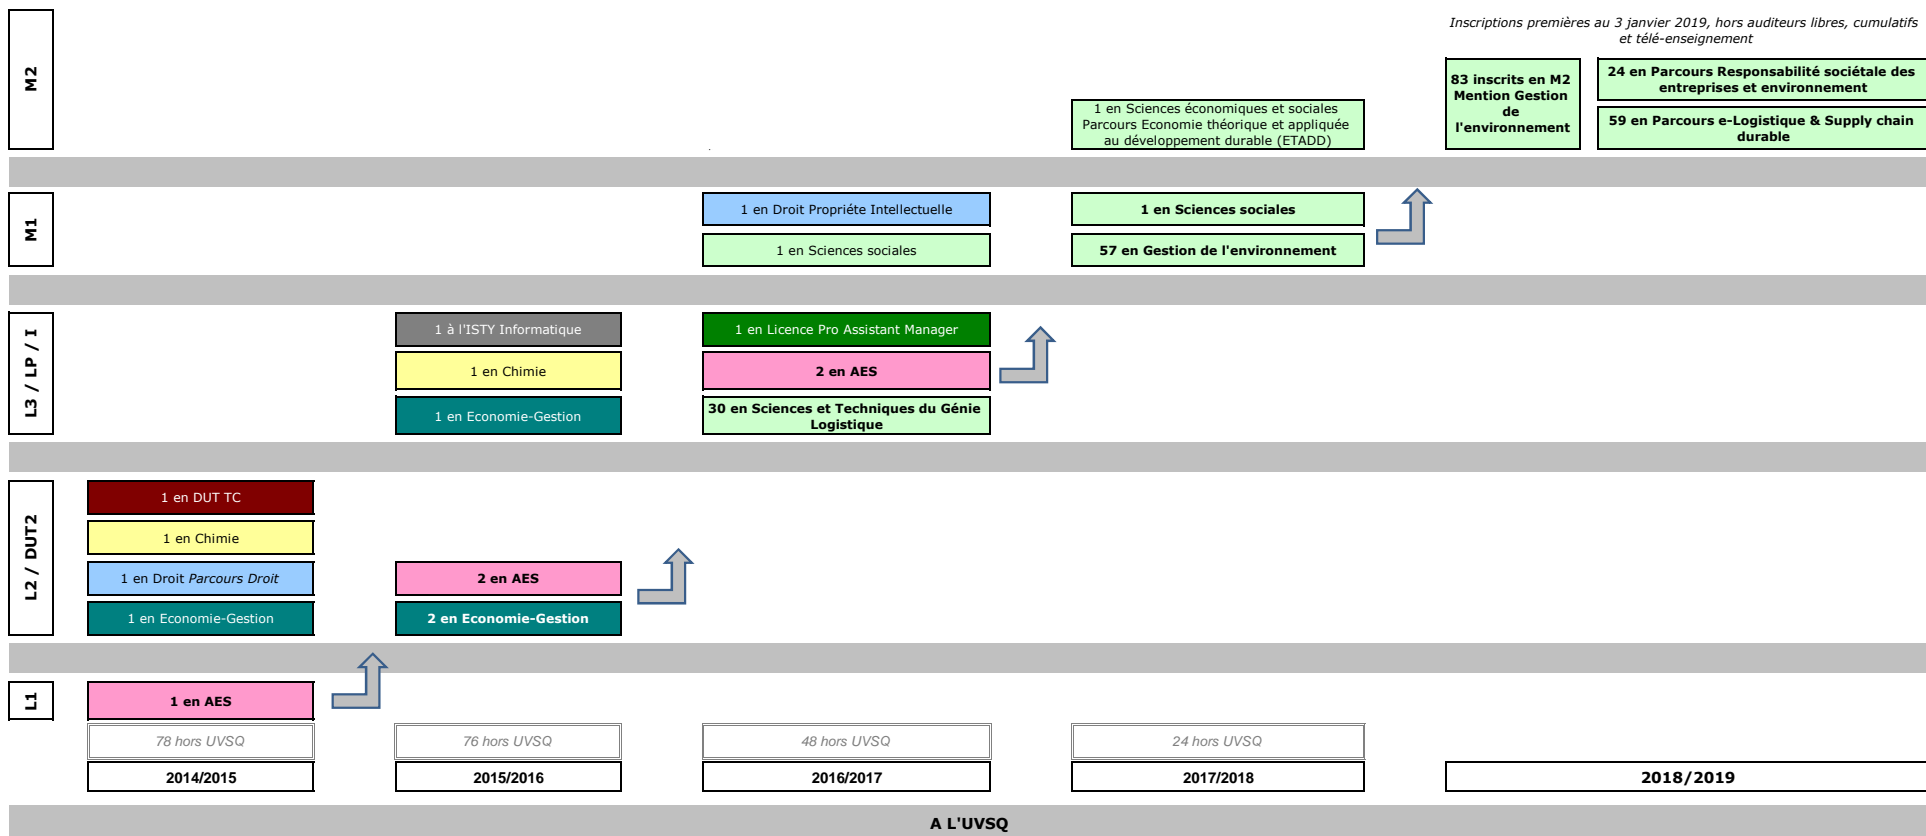 Inscriptions premières au 3 janvier 2019, hors auditeurs libres, cumulatifs
et télé-enseignement
M2
83 inscrits en M2
Mention Gestion
de
l'environnement
24 en Parcours Responsabilité sociétale des
entreprises et environnement
59 en Parcours e-Logistique & Supply chain
durable
1 en Sciences économiques et sociales
Parcours Economie théorique et appliquée
au développement durable (ETADD)
M1
1 en Droit Propriéte Intellectuelle
1 en Sciences sociales
1 en Sciences sociales
57 en Gestion de l'environnement
L3 / LP / I
1 à l'ISTY Informatique
1 en Licence Pro Assistant Manager
1 en Chimie
2 en AES
1 en Economie-Gestion
30 en Sciences et Techniques du Génie
Logistique
L2 / DUT2
1 en DUT TC
1 en Chimie
1 en Droit Parcours Droit
2 en AES
1 en Economie-Gestion
2 en Economie-Gestion
L1
1 en AES
78 hors UVSQ
76 hors UVSQ
48 hors UVSQ
24 hors UVSQ
2014/2015
2015/2016
2016/2017
2017/2018
2018/2019
A L'UVSQ